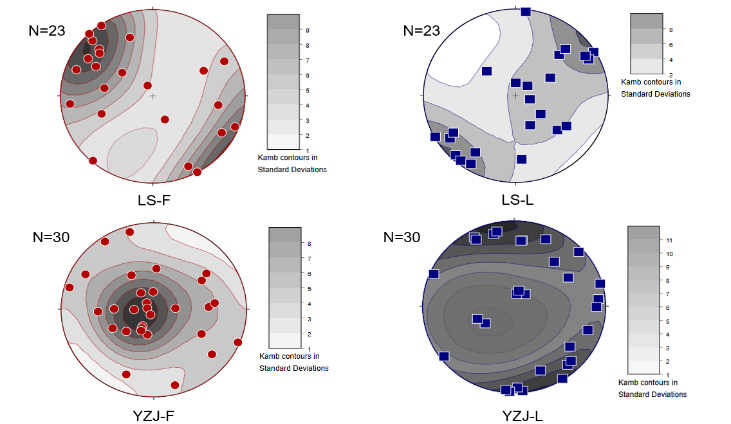 N=23
9
8
7
6
5
4
3
2
1
Kamb contours in
Standard Deviations
LS-F
N=23
8
6
4
2
Kamb contours in
Standard Deviations
LS-L
N=30
8
7
6
5
4
3
2
1
Kamb contours in
Standard Deviations
YZJ-F
N=30
11
10
9
8
7
6
5
4
3
2
1
Kamb contours in
Standard Deviations
YZJ-L